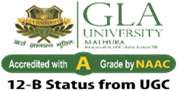 GLA
UNIVERSITY
MATHURA
Accredited with A Grade by NAAC
12-B Status from UGC